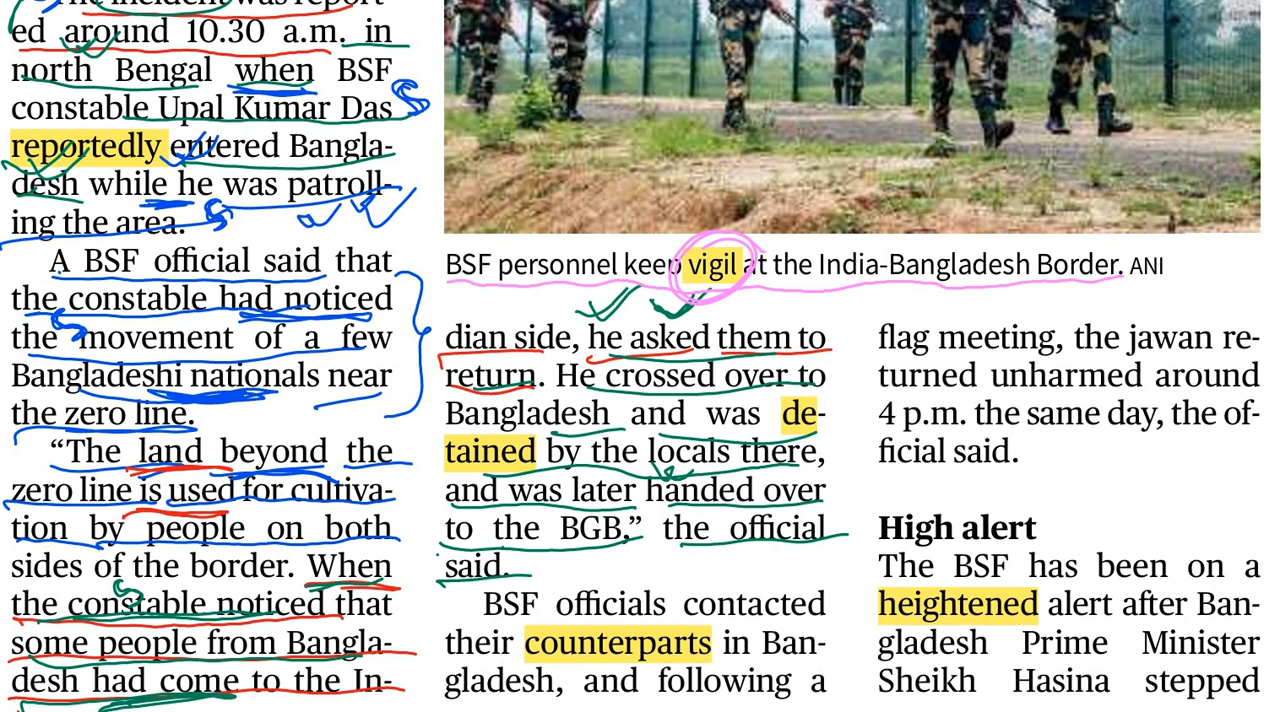 The incident was report-
ed around 10.30 a.m. in
north Bengal when BSF
constable Upal Kumar Das
reportedly entered Bangla-
desh while he was patroll-
ing the area.
A BSF official said that
the constable had noticed
the movement of a few
Bangladeshi nationals near
the zero line.
“The land beyond the
zero line is used for cultiva-
tion by people on both
sides of the border. When
the constable noticed that
some people from Bangla-
desh had come to the In-
BSF personnel keep vigil at the India-Bangladesh Border. ANI
dian side, he asked them to
return. He crossed over to
Bangladesh and was de-
tained by the locals there,
and was later handed over
to the BGB,” the official
said.
BSF officials contacted
their counterparts in Ban-
gladesh, and following a
flag meeting, the jawan re-
turned unharmed around
4 p.m. the same day, the of-
ficial said.
High alert
The BSF has been on a
heightened alert after Ban-
gladesh Prime Minister
Sheikh Hasina stepped